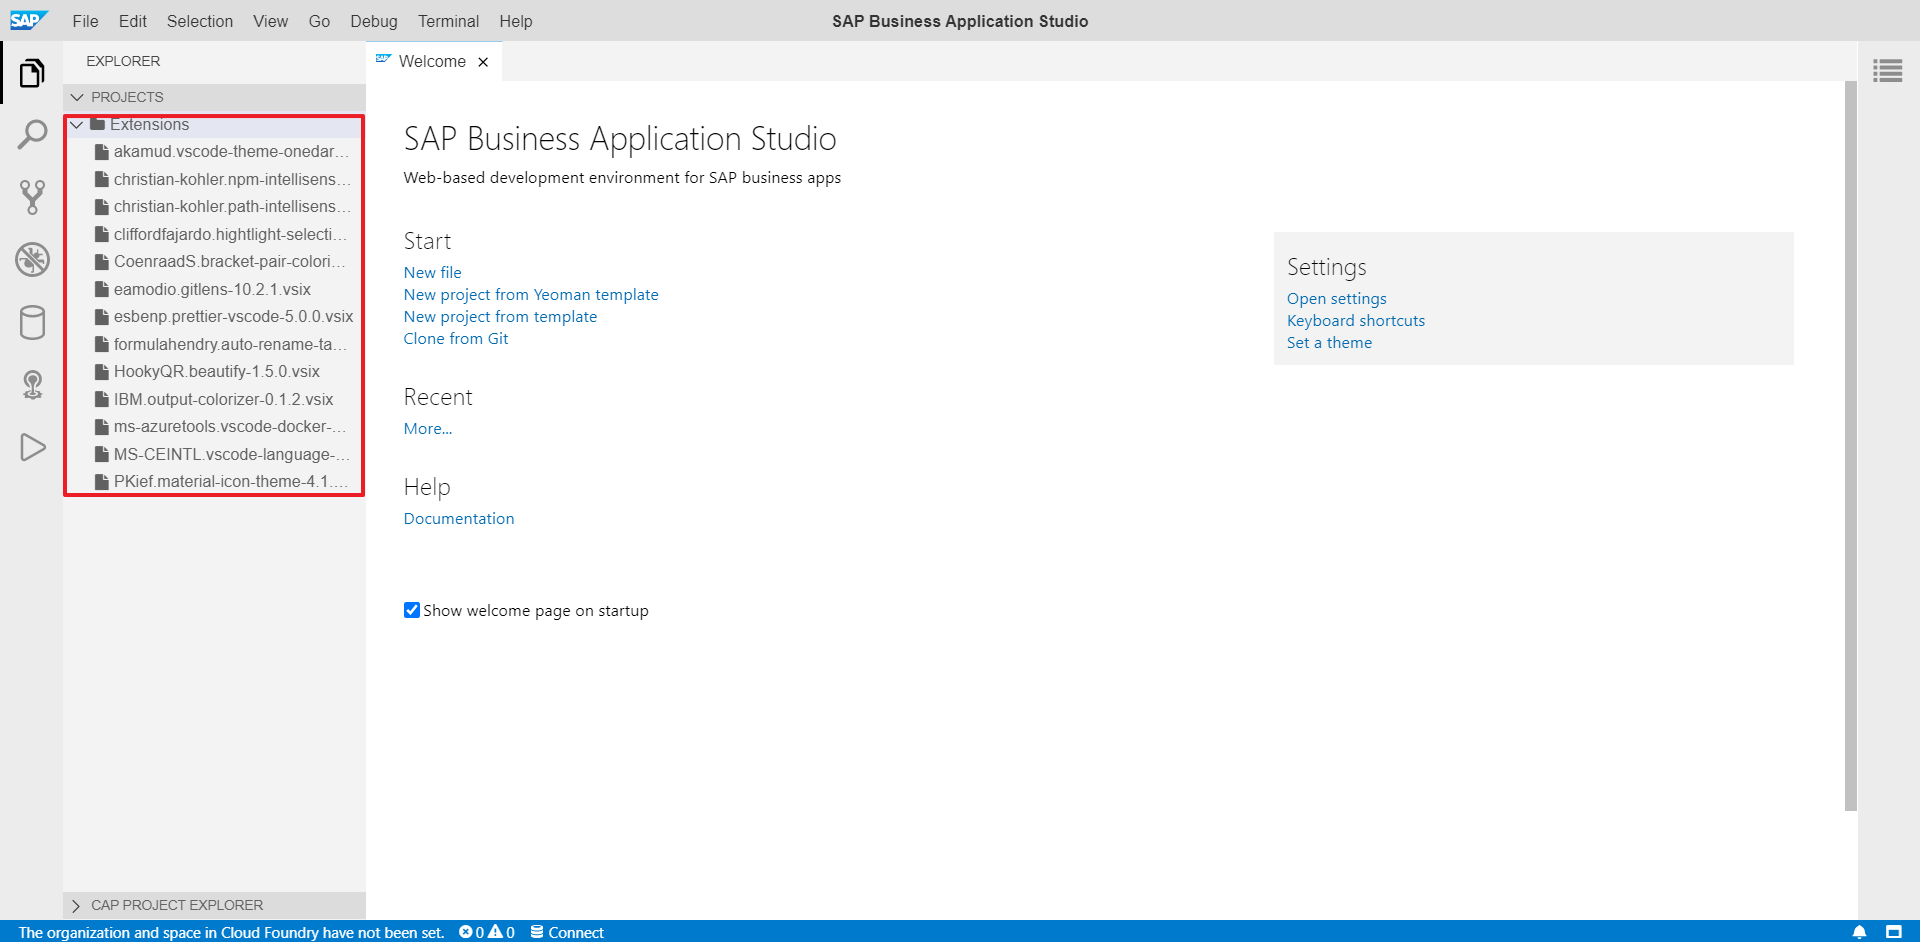 SAP File Edit Selection View Go Debug Terminal Help SAP Business Application Studio
EXPLORER
SAP Welcome
PROJECTS
Extensions
akamud.vscode-theme-onedar...
christian-kohler.npm-intellisens...
christian-kohler.path-intellisens...
cliffordfajardo.hightlight-selecti...
CoenraadS.bracket-pair-colori...
eamodio.gitlens-10.2.1.vsix
esbenp.prettier-vscode-5.0.0.vsix
formulahendry.auto-rename-ta...
HookyQR.beautify-1.5.0.vsix
IBM.output-colorizer-0.1.2.vsix
ms-azuretools.vscode-docker-...
MS-CEINTL.vscode-language-...
PKief.material-icon-theme-4.1....
CAP PROJECT EXPLORER
SAP Business Application Studio
Web-based development environment for SAP business apps
Start
New file
New project from Yeoman template
New project from template
Clone from Git
Recent
More...
Help
Documentation
Show welcome page on startup
Settings
Open settings
Keyboard shortcuts
Set a theme
The organization and space in Cloud Foundry have not been set. 0 0 Connect